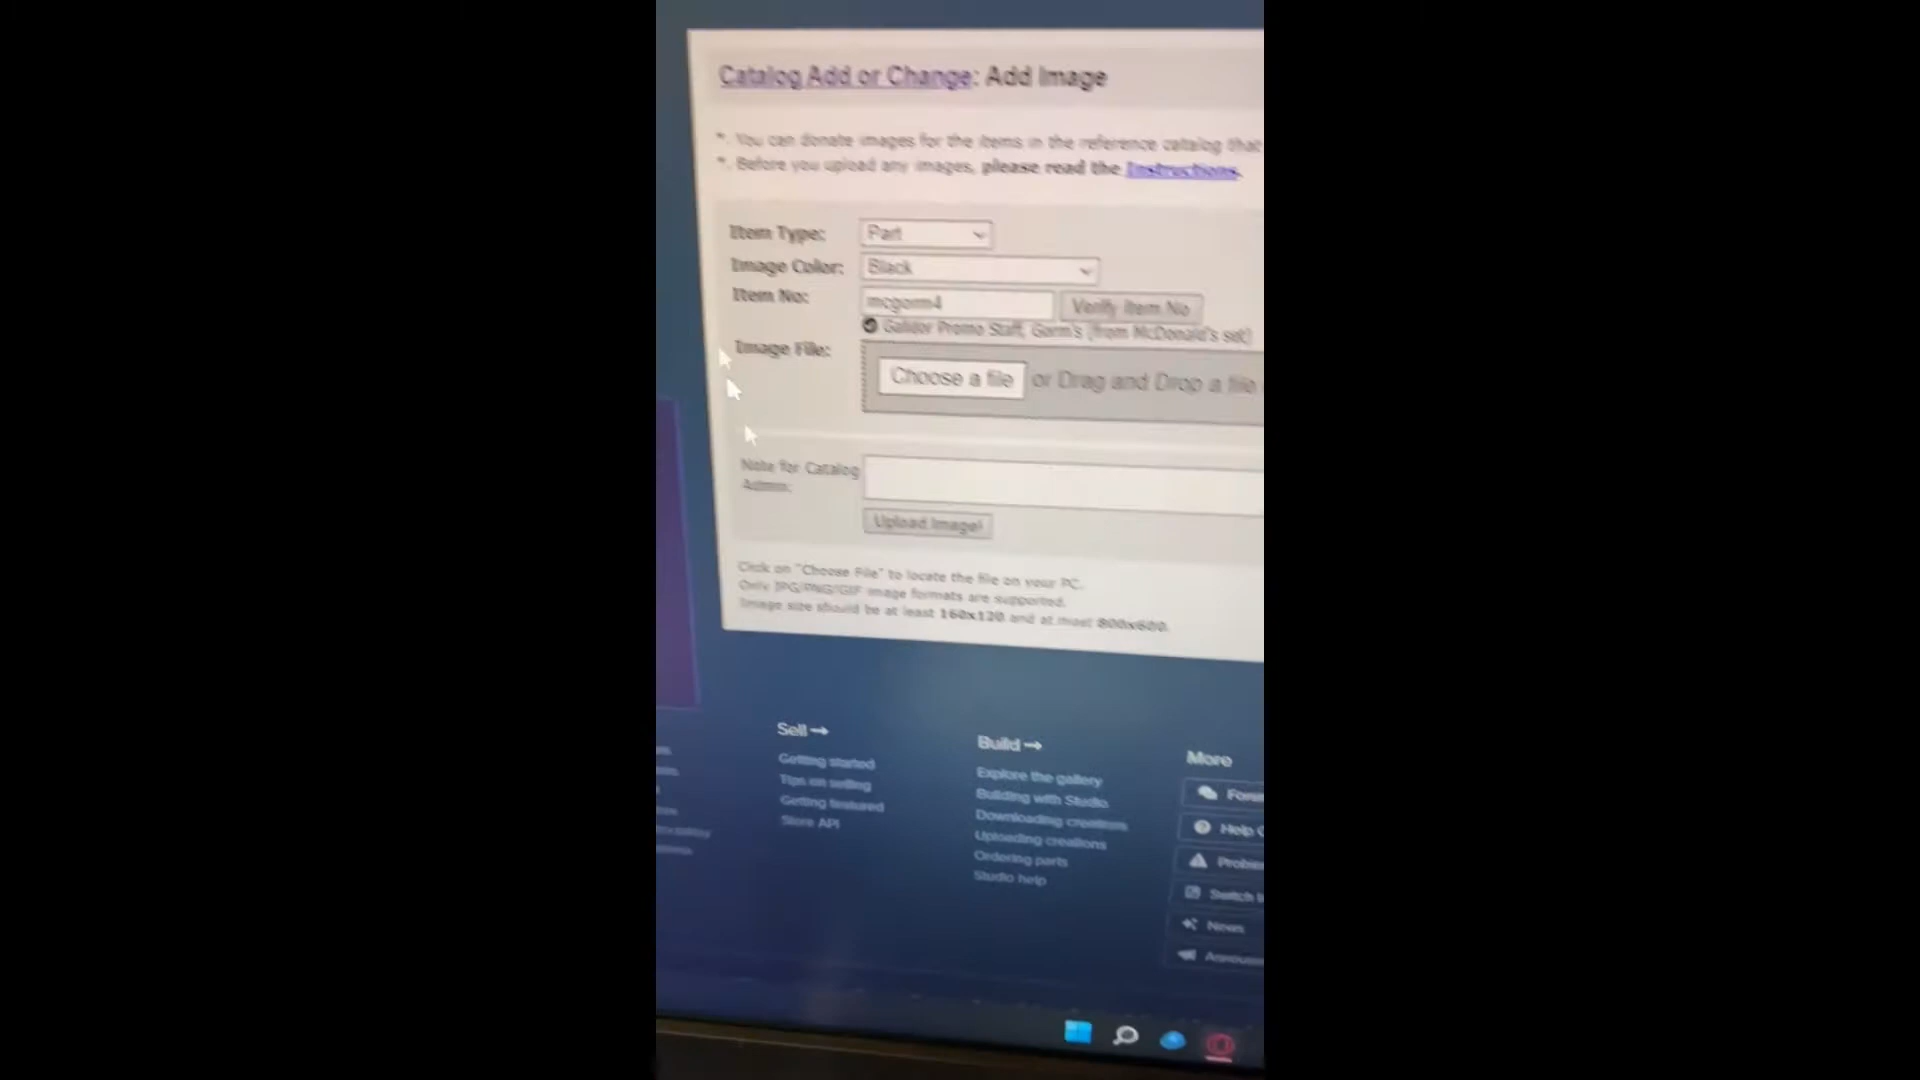 Catalog Add or Change: Add Image
*. You can donate images for the items in the reference catalog that
*. Before you upload any images, please read the Instructions.
Item Type: Part
Image Color: Black
Item No: mcgorm4 Verify Item No
Galidor Promo Staff, Gorm's (from McDonald's set)
Image File: Choose a file or Drag and Drop a file
Note for Catalog
Admin:
Upload Image!
Click on "Choose File" to locate the file on your PC.
Only JPG/PNG/GIF image formats are supported.
Image size should be at least 160x120 and at most 800x600.
Sell →
Getting started
Tips on selling
Getting featured
Store API
Build →
Explore the gallery
Building with Studio
Downloading creations
Uploading creations
Ordering parts
Studio help
More
Foru
Help C
Proble
Switch t
News
Announ